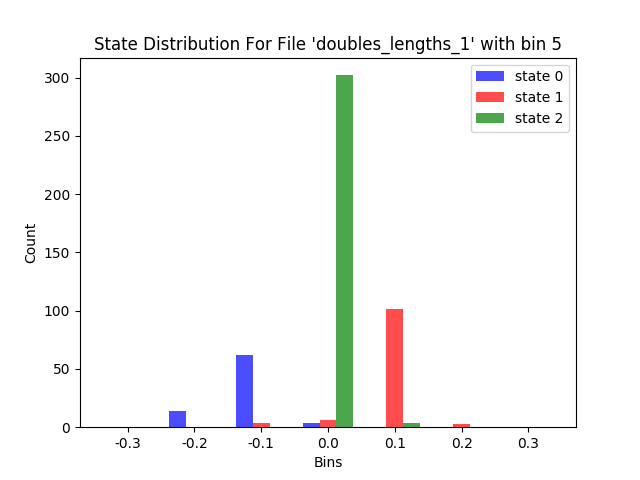 State Distribution For File 'doubles_lengths_1' with bin 5
state 0
state 1
state 2
300
250
200
150
100
50
0
Count
-0.3 -0.2 -0.1 0.0 0.1 0.2 0.3
Bins